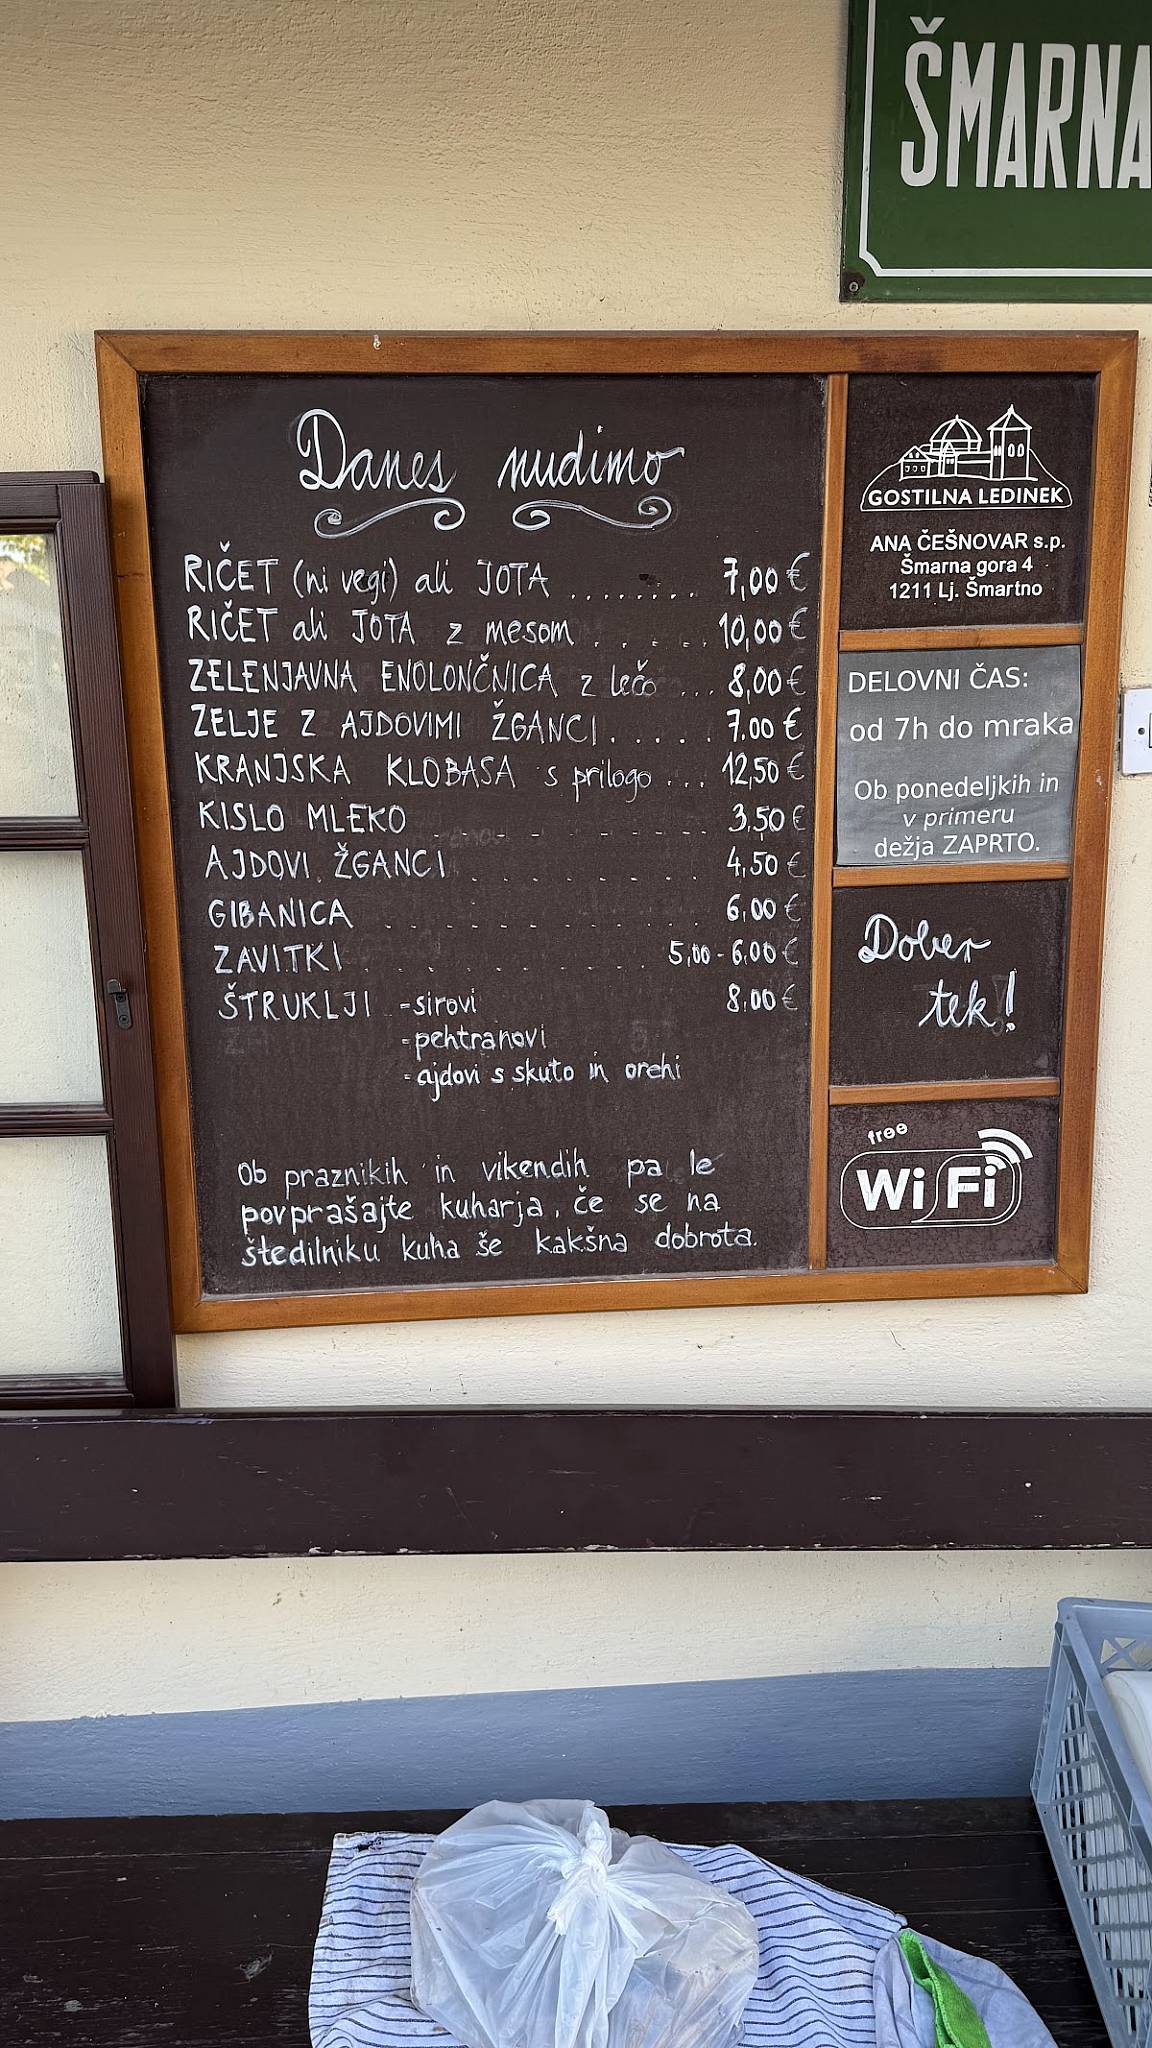 ŠMARNA
Danes nudimo
RIČET (ni vegi) ali JOTA ........ 7,00 €
RIČET ali JOTA z mesom ...... 10,00 €
ZELENJAVNA ENOLONČNICA z lečo ... 8,00 €
ZELJE Z AJDOVIMI ŽGANCI ...... 7.00 €
KRANJSKA KLOBASA s prilogo ... 12,50 €
KISLO MLEKO ........ 3,50 €
AJDOVI ŽGANCI ......... 4,50 €
GIBANICA ........... 6,00 €
ZAVITKI .......... 5,00 - 6,00 €
ŠTRUKLJI - sirovi 8,00 €
- pehtranovi
- ajdovi s skuto in orehi
Ob praznikih in vikendih pa le
povprašajte kuharja, če se na
štedilniku kuha še kakšna dobrota.
GOSTILNA LEDINEK
ANA ČEŠNOVAR s.p.
Šmarna gora 4
1211 Lj. Šmartno
DELOVNI ČAS:
od 7h do mraka
Ob ponedeljkih in
v primeru
dežja ZAPRTO.
Dober
tek!
free
WiFi